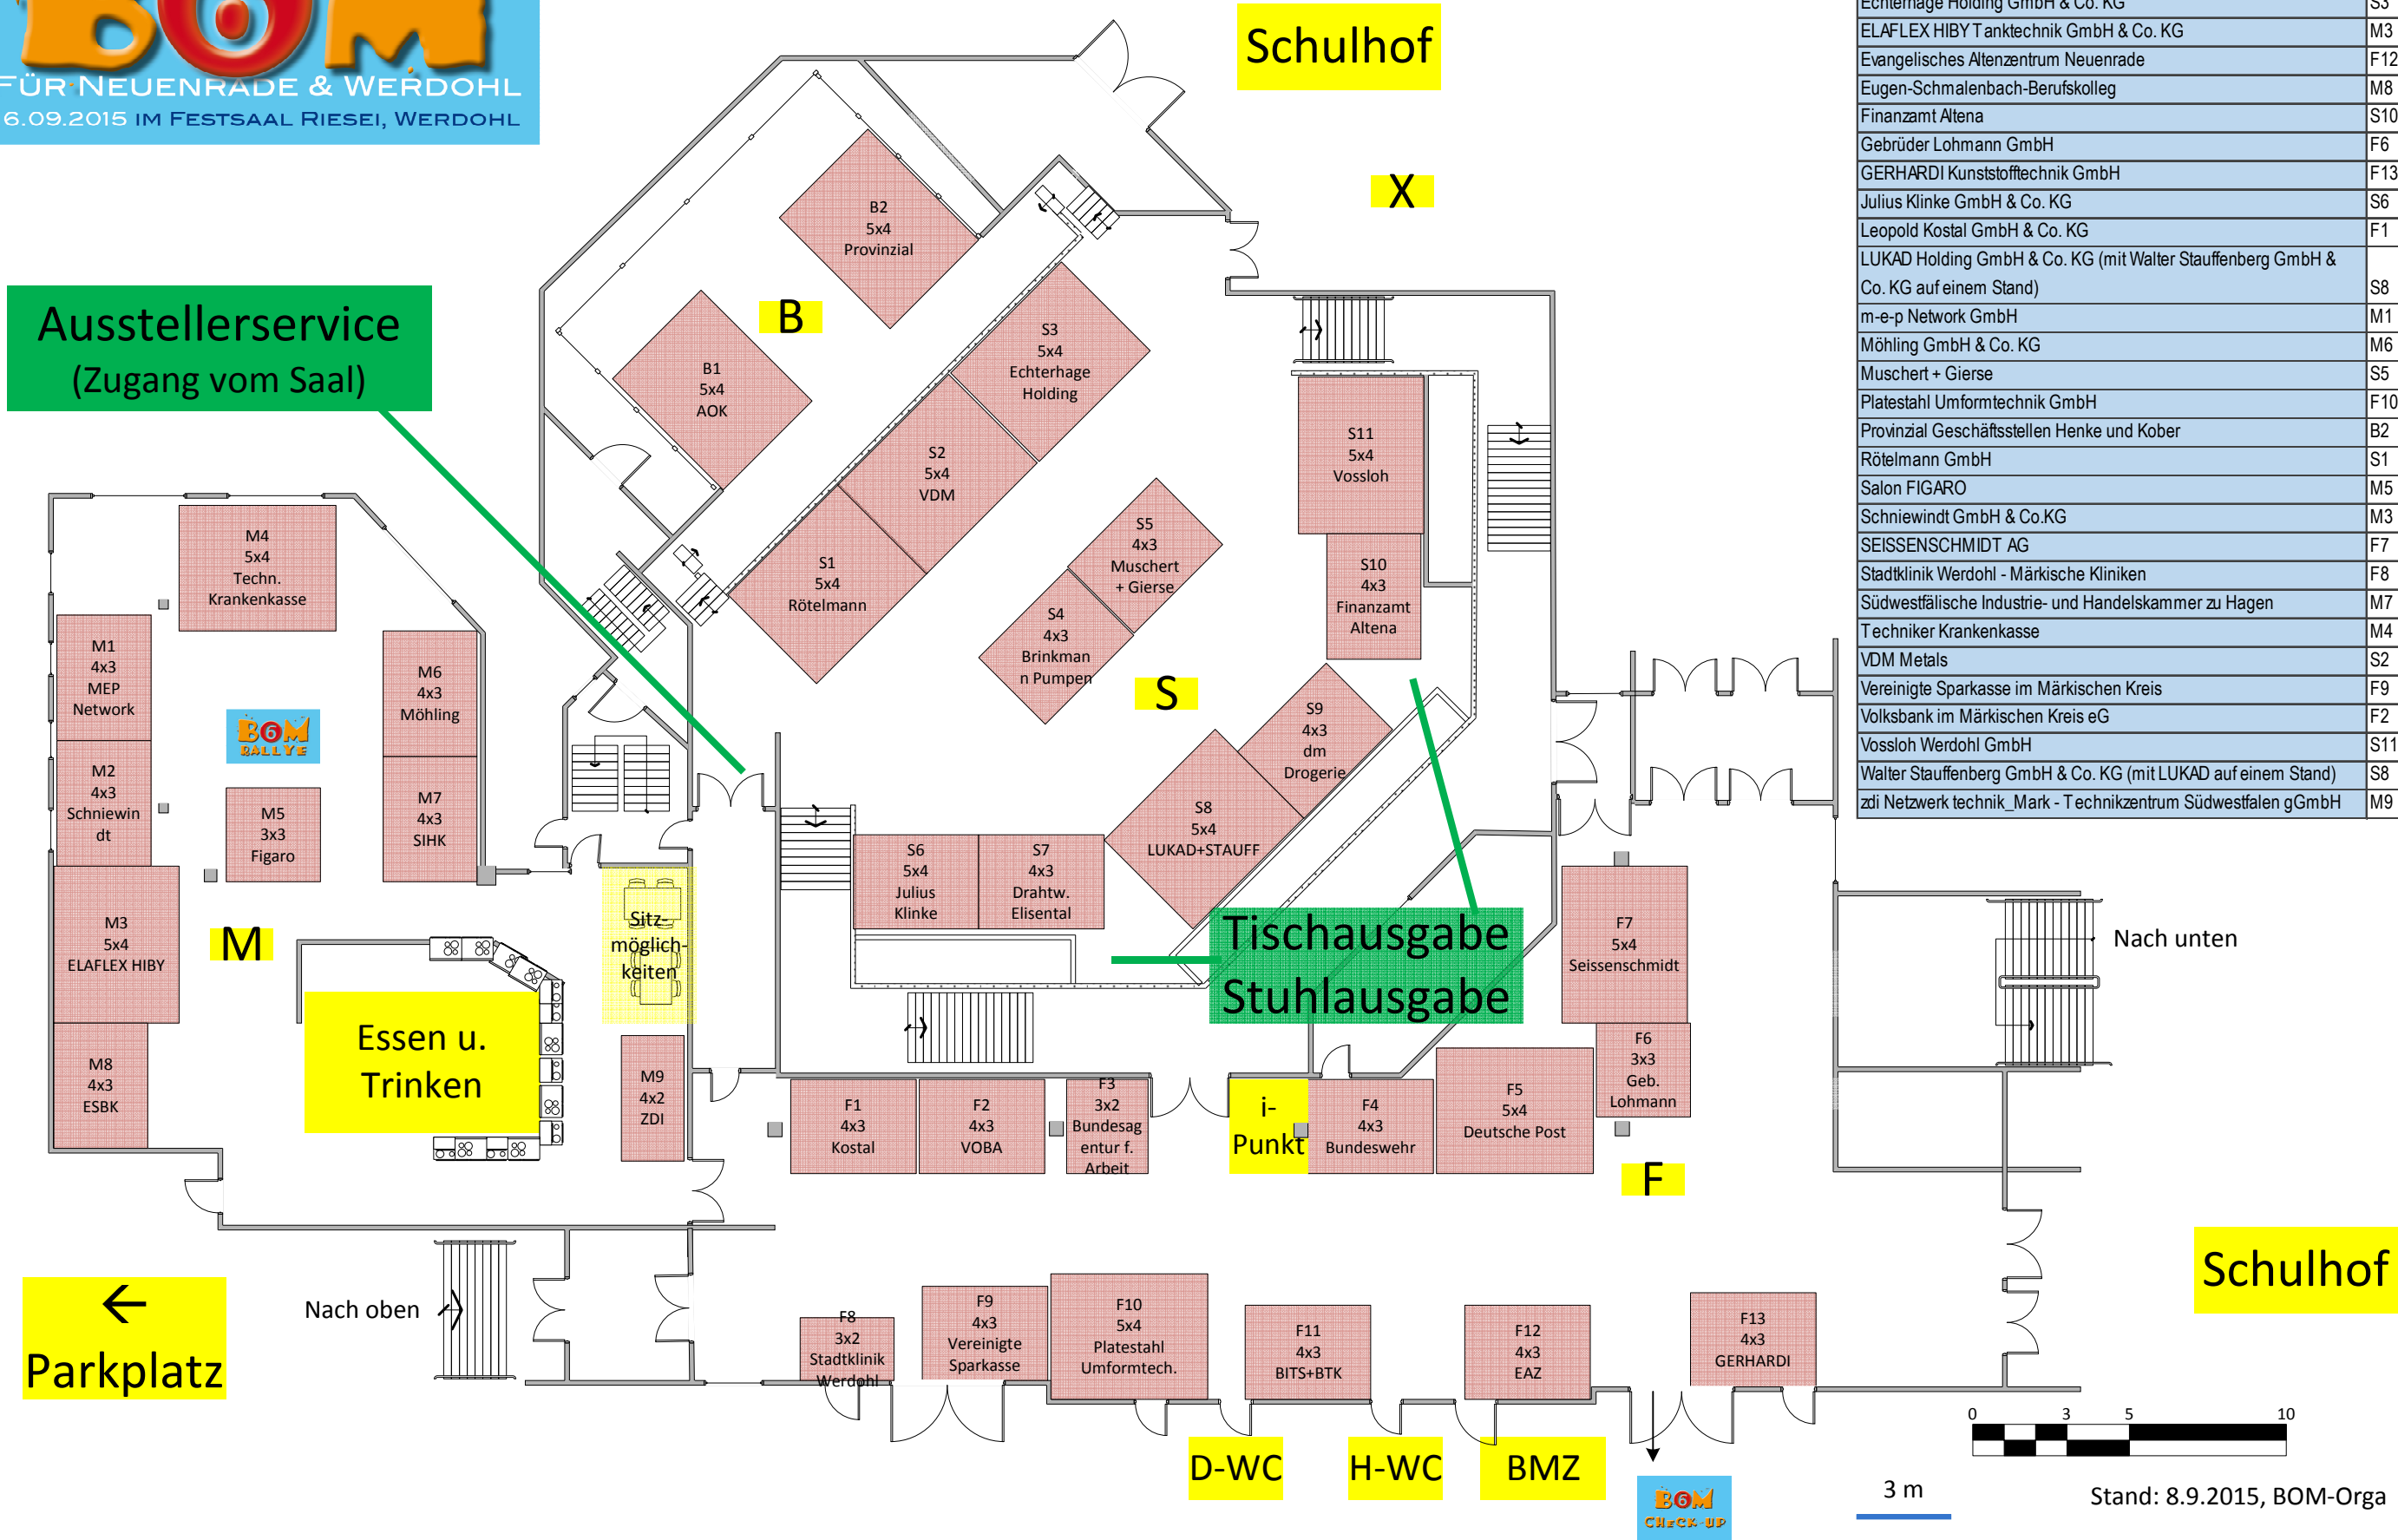 BOM
6
FÜR NEUENRADE & WERDOHL
6.09.2015 IM FESTSAAL RIESEI, WERDOHL
Schulhof
X
B
Ausstellerservice
(Zugang vom Saal)
B2
5x4
Provinzial
B1
5x4
AOK
S3
5x4
Echterhage
Holding
S2
5x4
VDM
S1
5x4
Rötelmann
S5
4x3
Muschert
+ Gierse
S4
4x3
Brinkman
n Pumpen
S
S11
5x4
Vossloh
S10
4x3
Finanzamt
Altena
S9
4x3
dm
Drogerie
S8
5x4
LUKAD+STAUFF
S6
5x4
Julius
Klinke
S7
4x3
Drahtw.
Elisental
Tischausgabe
Stuhlausgabe
M4
5x4
Techn.
Krankenkasse
M1
4x3
MEP
Network
M2
4x3
Schniewin
dt
BOM
6
RALLYE
M5
3x3
Figaro
M6
4x3
Möhling
M7
4x3
SIHK
M3
5x4
ELAFLEX HIBY
M
M8
4x3
ESBK
Essen u.
Trinken
Sitz-
möglich-
keiten
M9
4x2
ZDI
F1
4x3
Kostal
F2
4x3
VOBA
F3
3x2
Bundesag
entur f.
Arbeit
i-
Punkt
F4
4x3
Bundeswehr
F5
5x4
Deutsche Post
F7
5x4
Seissenschmidt
F6
3x3
Geb.
Lohmann
F
Nach unten
Schulhof
←
Parkplatz
Nach oben
F8
3x2
Stadtklinik
Werdohl
F9
4x3
Vereinigte
Sparkasse
F10
5x4
Platestahl
Umformtech.
F11
4x3
BITS+BTK
F12
4x3
EAZ
F13
4x3
GERHARDI
D-WC
H-WC
BMZ
BOM
6
CHECK-UP
0 3 5 10
3 m
Stand: 8.9.2015, BOM-Orga
Echterhage Holding GmbH & Co. KG S3
ELAFLEX HIBY Tanktechnik GmbH & Co. KG M3
Evangelisches Altenzentrum Neuenrade F12
Eugen-Schmalenbach-Berufskolleg M8
Finanzamt Altena S10
Gebrüder Lohmann GmbH F6
GERHARDI Kunststofftechnik GmbH F13
Julius Klinke GmbH & Co. KG S6
Leopold Kostal GmbH & Co. KG F1
LUKAD Holding GmbH & Co. KG (mit Walter Stauffenberg GmbH &
Co. KG auf einem Stand) S8
m-e-p Network GmbH M1
Möhling GmbH & Co. KG M6
Muschert + Gierse S5
Platestahl Umformtechnik GmbH F10
Provinzial Geschäftsstellen Henke und Kober B2
Rötelmann GmbH S1
Salon FIGARO M5
Schniewindt GmbH & Co.KG M3
SEISSENSCHMIDT AG F7
Stadtklinik Werdohl - Märkische Kliniken F8
Südwestfälische Industrie- und Handelskammer zu Hagen M7
Techniker Krankenkasse M4
VDM Metals S2
Vereinigte Sparkasse im Märkischen Kreis F9
Volksbank im Märkischen Kreis eG F2
Vossloh Werdohl GmbH S11
Walter Stauffenberg GmbH & Co. KG (mit LUKAD auf einem Stand) S8
zdi Netzwerk technik_Mark - Technikzentrum Südwestfalen gGmbH M9